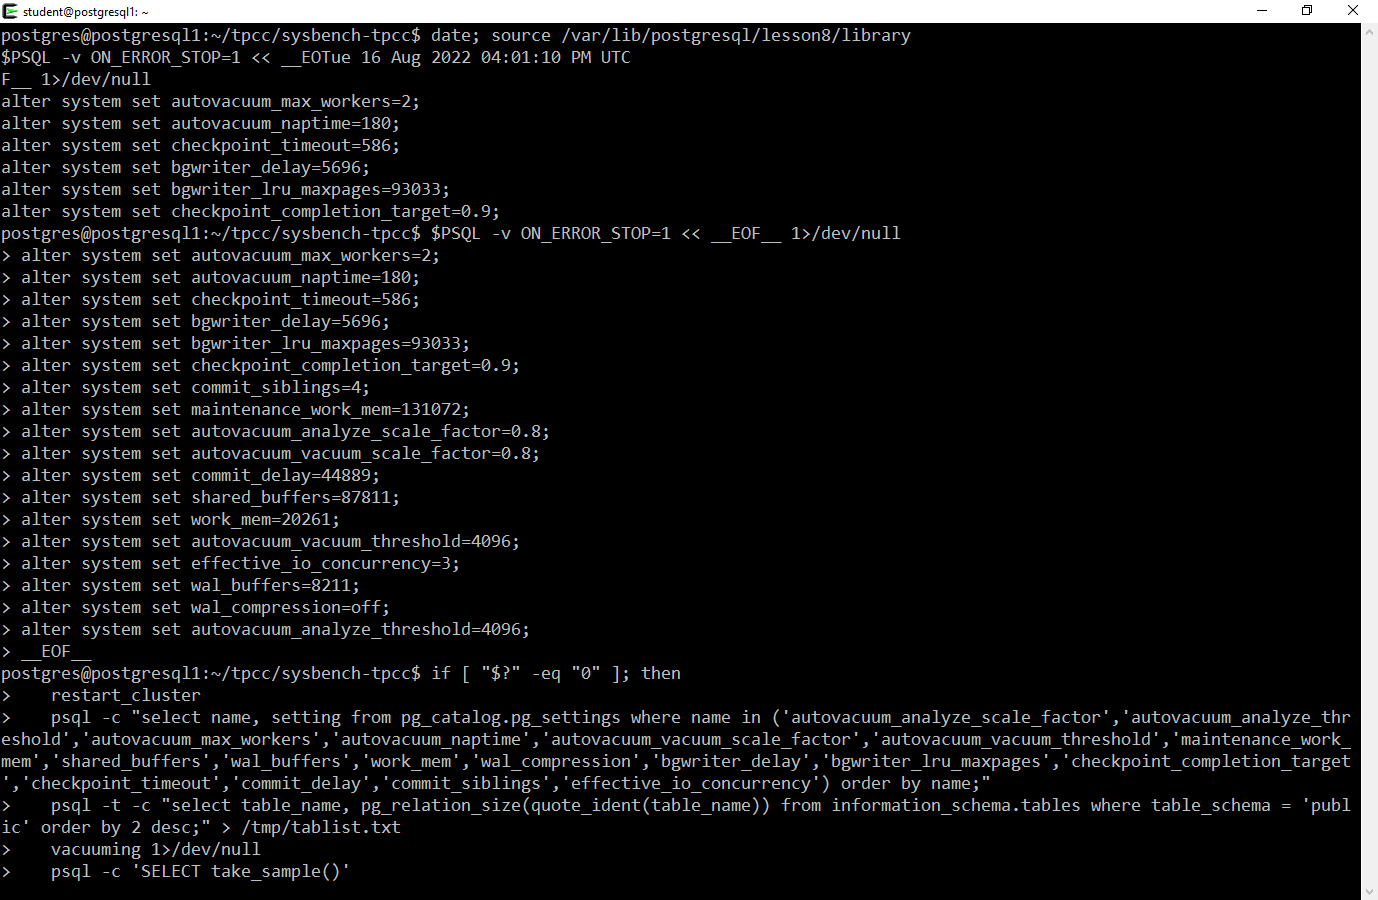 student@postgresql1: ~
postgres@postgresql1:~/tpcc/sysbench-tpcc$ date; source /var/lib/postgresql/lesson8/library
$PSQL -v ON_ERROR_STOP=1 << __EOTue 16 Aug 2022 04:01:10 PM UTC
F__ 1>/dev/null
alter system set autovacuum_max_workers=2;
alter system set autovacuum_naptime=180;
alter system set checkpoint_timeout=586;
alter system set bgwriter_delay=5696;
alter system set bgwriter_lru_maxpages=93033;
alter system set checkpoint_completion_target=0.9;
postgres@postgresql1:~/tpcc/sysbench-tpcc$ $PSQL -v ON_ERROR_STOP=1 << __EOF__ 1>/dev/null
> alter system set autovacuum_max_workers=2;
> alter system set autovacuum_naptime=180;
> alter system set checkpoint_timeout=586;
> alter system set bgwriter_delay=5696;
> alter system set bgwriter_lru_maxpages=93033;
> alter system set checkpoint_completion_target=0.9;
> alter system set commit_siblings=4;
> alter system set maintenance_work_mem=131072;
> alter system set autovacuum_analyze_scale_factor=0.8;
> alter system set autovacuum_vacuum_scale_factor=0.8;
> alter system set commit_delay=44889;
> alter system set shared_buffers=87811;
> alter system set work_mem=20261;
> alter system set autovacuum_vacuum_threshold=4096;
> alter system set effective_io_concurrency=3;
> alter system set wal_buffers=8211;
> alter system set wal_compression=off;
> alter system set autovacuum_analyze_threshold=4096;
> __EOF__
postgres@postgresql1:~/tpcc/sysbench-tpcc$ if [ "$?" -eq "0" ]; then
>    restart_cluster
>    psql -c "select name, setting from pg_catalog.pg_settings where name in ('autovacuum_analyze_scale_factor','autovacuum_analyze_thr
eshold','autovacuum_max_workers','autovacuum_naptime','autovacuum_vacuum_scale_factor','autovacuum_vacuum_threshold','maintenance_work_
mem','shared_buffers','wal_buffers','work_mem','wal_compression','bgwriter_delay','bgwriter_lru_maxpages','checkpoint_completion_target
','checkpoint_timeout','commit_delay','commit_siblings','effective_io_concurrency') order by name;"
>    psql -t -c "select table_name, pg_relation_size(quote_ident(table_name)) from information_schema.tables where table_schema = 'publ
ic' order by 2 desc;" > /tmp/tablist.txt
>    vacuuming 1>/dev/null
>    psql -c 'SELECT take_sample()'